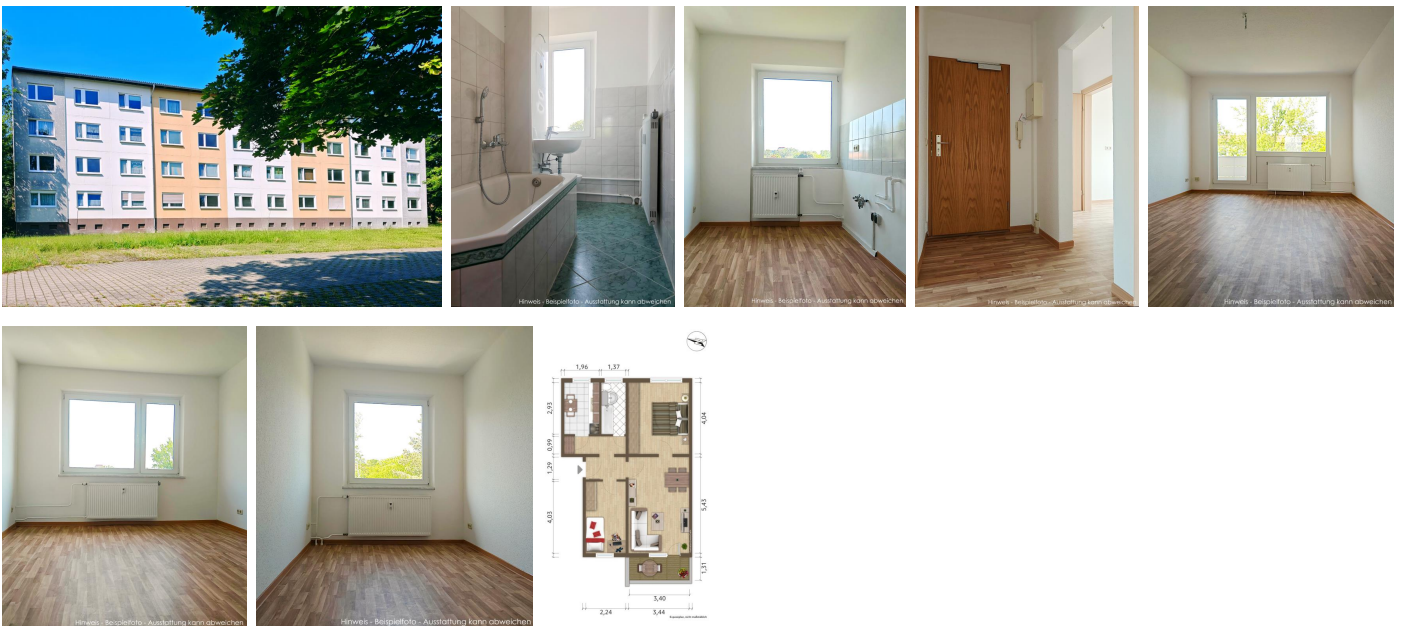 Hinweis - Beispielfoto - Ausstattung kann abweichen
Hinweis - Beispielfoto - Ausstattung kann abweichen
Hinweis - Beispielfoto - Ausstattung kann abweichen
Hinweis - Beispielfoto - Ausstattung kann abweichen
Hinweis - Beispielfoto - Ausstattung kann abweichen
Hinweis - Beispielfoto - Ausstattung kann abweichen
1,96 1,37
2,93
4,04
0,99
1,29
5,43
4,03
1,31
3,40
2,24 3,44